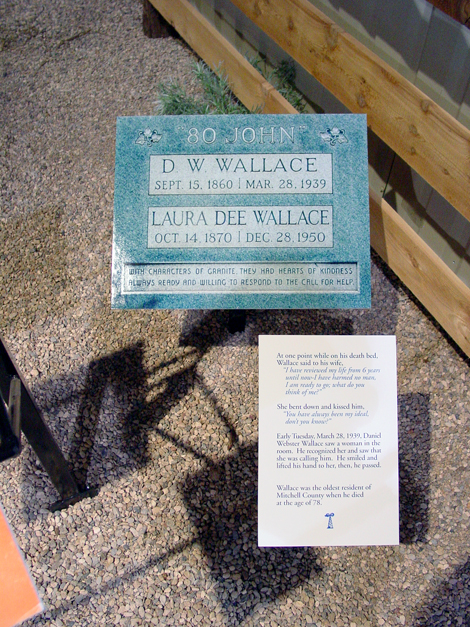 "80 JOHN"
D. W. WALLACE
SEPT. 15, 1860 | MAR. 28, 1939
LAURA DEE WALLACE
OCT. 14, 1870 | DEC. 28, 1950
WITH CHARACTERS OF GRANITE, THEY HAD HEARTS OF KINDNESS
ALWAYS READY AND WILLING TO RESPOND TO THE CALL FOR HELP.
At one point while on his death bed,
Wallace said to his wife,
"I have reviewed my life from 6 years
until now-I have harmed no man.
I am ready to go; what do you
think of me?"
She bent down and kissed him,
"You have always been my ideal,
don't you know?"
Early Tuesday, March 28, 1939, Daniel
Webster Wallace saw a woman in the
room. He recognized her and saw that
she was calling him. He smiled and
lifted his hand to her, then, he passed.
Wallace was the oldest resident of
Mitchell County when he died
at the age of 78.